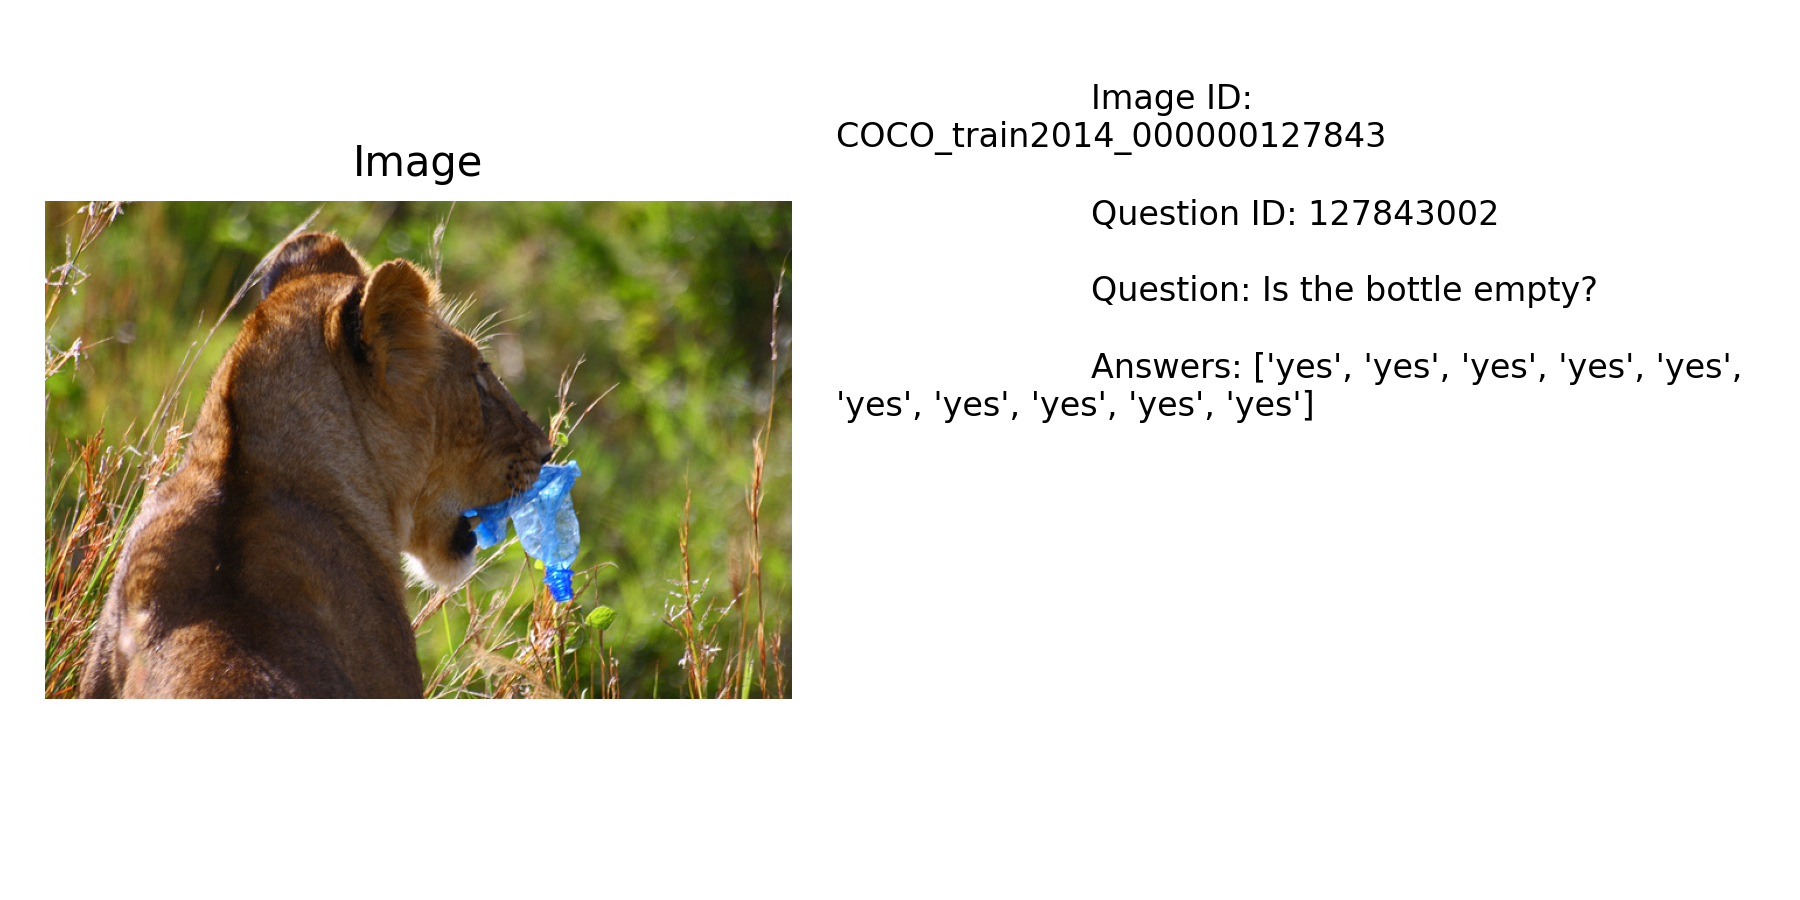 Image
Image ID:
COCO_train2014_000000127843
Question ID: 127843002
Question: Is the bottle empty?
Answers: ['yes', 'yes', 'yes', 'yes', 'yes',
'yes', 'yes', 'yes', 'yes', 'yes']